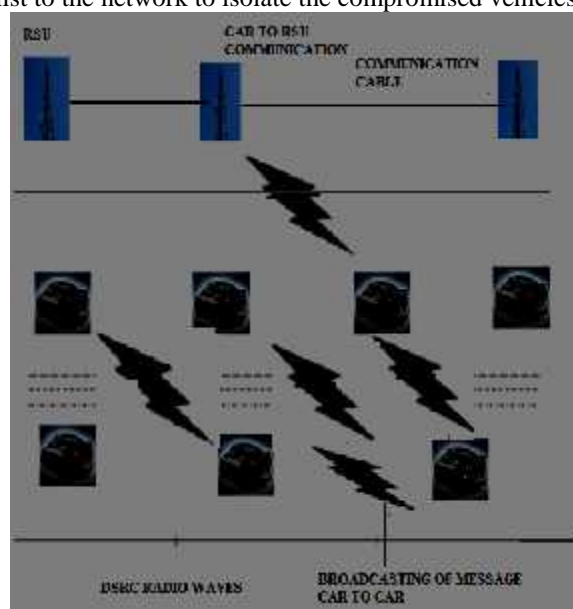 ist to the network to isolate the compromised vehicles
RSU
CAR TO RSU
COMMUNICATION
COMMUNICATION
CABLE
DSRC RADIO WAVES
BROADCASTING OF MESSAGE
CAR TO CAR